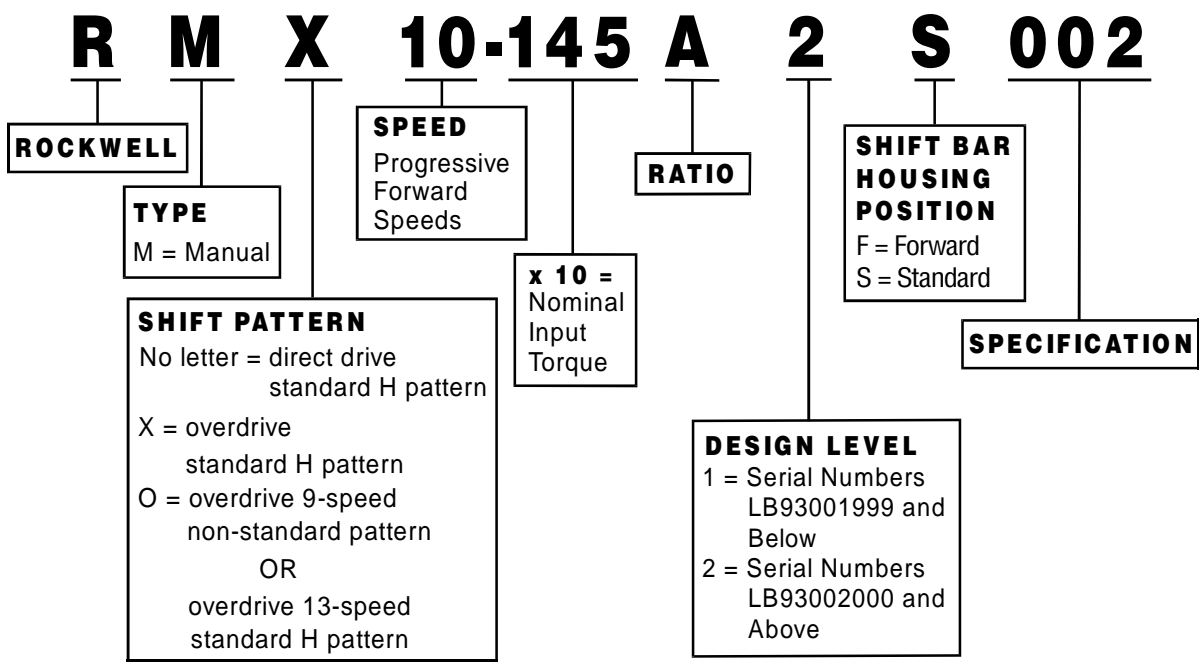 R M X 10-145 A 2 S 002
ROCKWELL
TYPE
M = Manual
SHIFT PATTERN
No letter = direct drive
standard H pattern
X = overdrive
standard H pattern
O = overdrive 9-speed
non-standard pattern
OR
overdrive 13-speed
standard H pattern
SPEED
Progressive
Forward
Speeds
x 10 =
Nominal
Input
Torque
RATIO
DESIGN LEVEL
1 = Serial Numbers
LB93001999 and
Below
2 = Serial Numbers
LB93002000 and
Above
SHIFT BAR
HOUSING
POSITION
F = Forward
S = Standard
SPECIFICATION